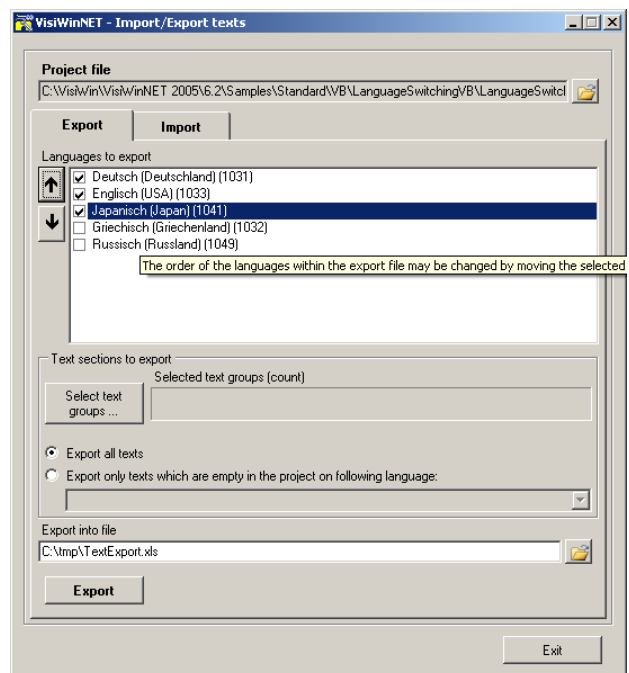 VisiWinNET - Import/Export texts
Project file
C:\VisiWin\VisiWinNET 2005\6.2\Samples\Standard\VB\LanguageSwitchingVB\LanguageSwitcl
Export
Import
Languages to export
Deutsch (Deutschland) (1031)
Englisch (USA) (1033)
Japanisch (Japan) (1041)
Griechisch (Griechenland) (1032)
Russisch (Russland) (1049)
The order of the languages within the export file may be changed by moving the selected
Text sections to export
Selected text groups (count)
Select text
groups ...
Export all texts
Export only texts which are empty in the project on following language:
Export into file
C:\tmp\TextExport.xls
Export
Exit